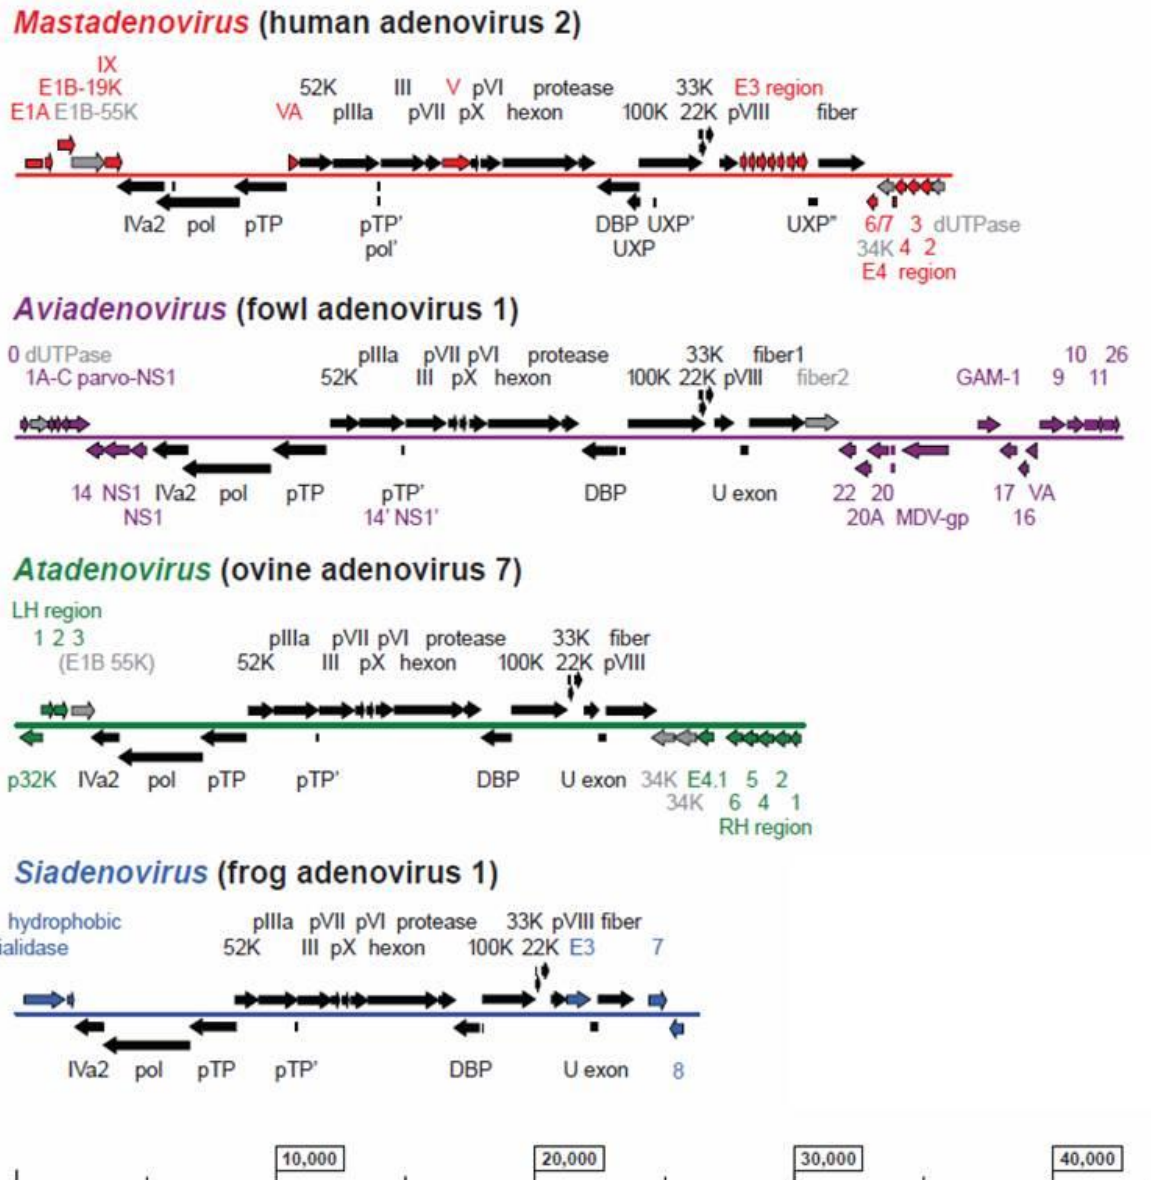 Mastadenovirus (human adenovirus 2)
IX
E1B-19K 52K III V pVI protease 33K E3 region
E1A E1B-55K VA pIIIa pVII pX hexon 100K 22K pVIII fiber
IVa2 pol pTP pTP' DBP UXP' UXP" 6/7 3 dUTPase
pol' UXP 34K 4 2
E4 region
Aviadenovirus (fowl adenovirus 1)
0 dUTPase pIIIa pVII pVI protease 33K fiber1 10 26
1A-C parvo-NS1 52K III pX hexon 100K 22K pVIII fiber2 GAM-1 9 11
14 NS1 IVa2 pol pTP pTP' DBP U exon 22 20 17 VA
NS1 14' NS1' 20A MDV-gp 16
Atadenovirus (ovine adenovirus 7)
LH region
1 2 3 pIIIa pVII pVI protease 33K fiber
(E1B 55K) 52K III pX hexon 100K 22K pVIII
p32K IVa2 pol pTP pTP' DBP U exon 34K E4.1 5 2
34K 6 4 1
RH region
Siadenovirus (frog adenovirus 1)
hydrophobic pIIIa pVII pVI protease 33K pVIII fiber
ialidase 52K III pX hexon 100K 22K E3 7
IVa2 pol pTP pTP' DBP U exon 8
10,000 20,000 30,000 40,000